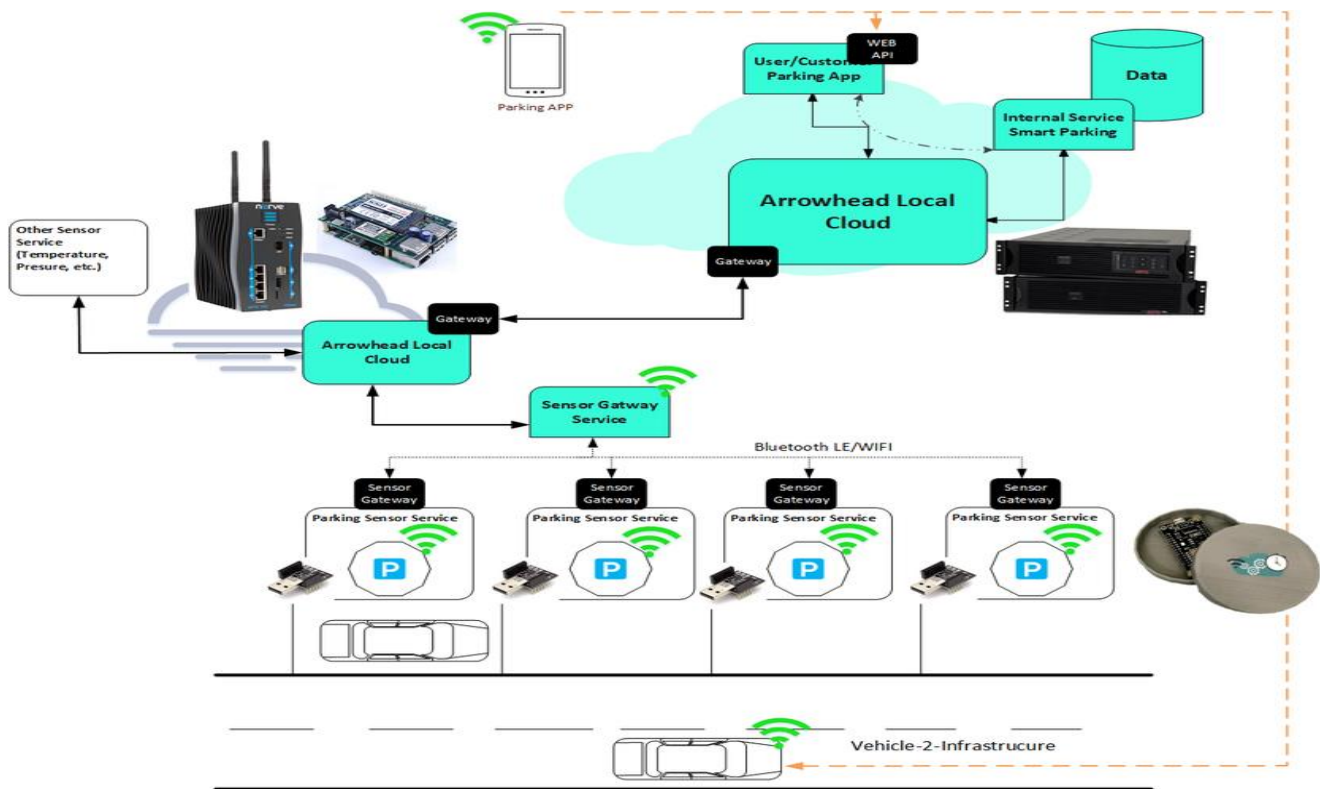 WEB
API
User/Customer
Parking App
Data
Parking APP
Internal Service
Smart Parking
nerve
Arrowhead Local
Cloud
Other Sensor
Service
(Temperature,
Presure, etc.)
Gateway
Gateway
Arrowhead Local
Cloud
Sensor Gatway
Service
Bluetooth LE/WIFI
Sensor
Gateway
Sensor
Gateway
Sensor
Gateway
Sensor
Gateway
Parking Sensor Service
Parking Sensor Service
Parking Sensor Service
Parking Sensor Service
P
P
P
P
Vehicle-2-Infrastrucure